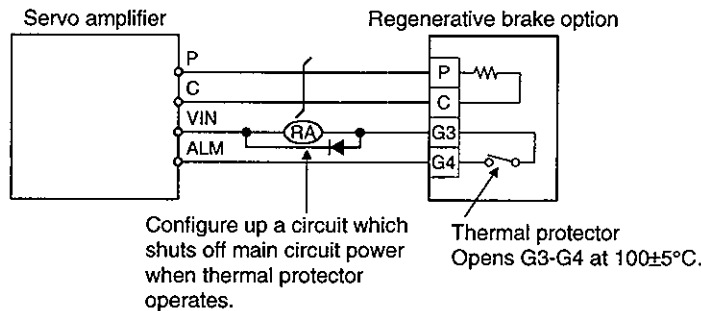 Servo amplifier
Regenerative brake option
P
P
C
C
VIN
RA
G3
ALM
G4
Configure up a circuit which
shuts off main circuit power
when thermal protector
operates.
Thermal protector
Opens G3-G4 at 100±5°C.